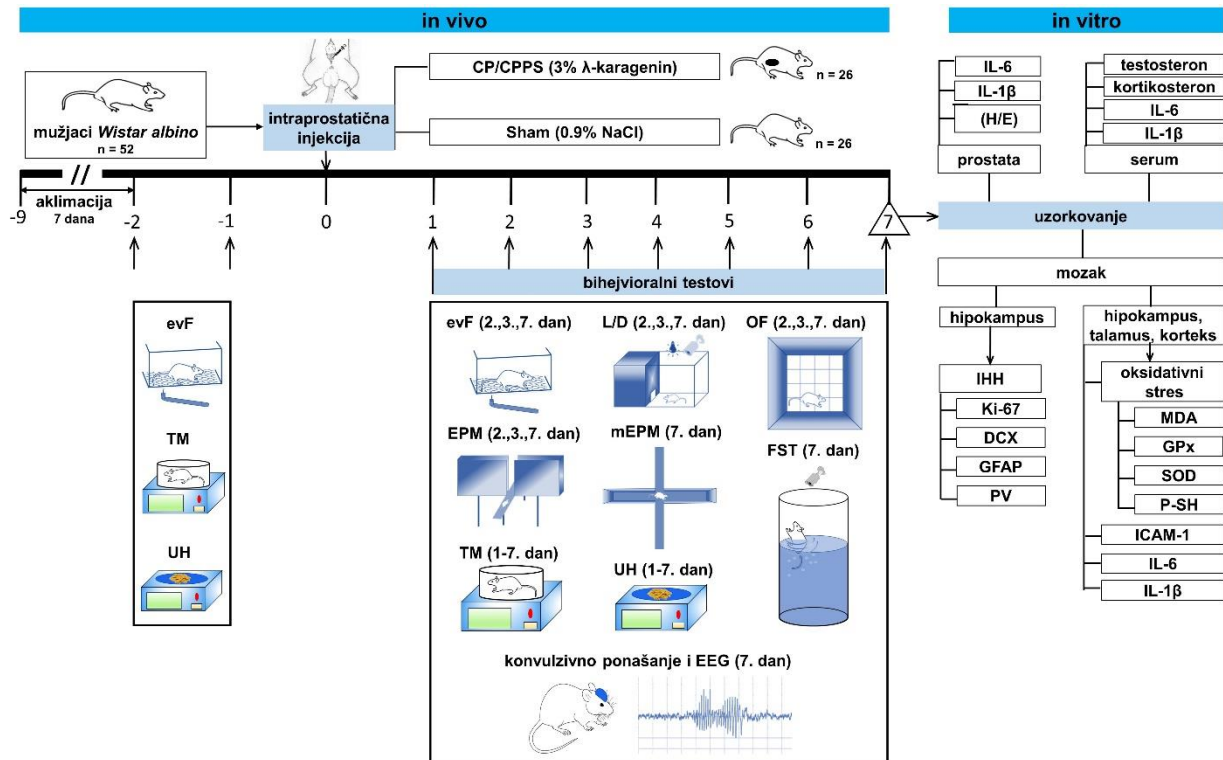 in vivo
in vitro
mužjaci Wistar albino
n = 52
intraprostatična
injekcija
CP/CPPS (3% λ-karagenin)
n = 26
Sham (0.9% NaCl)
n = 26
//
aklimacija
7 dana
-9
-2
-1
0
1
2
3
4
5
6
7
bihejvioralni testovi
evF
TM
UH
evF (2.,3.,7. dan)
L/D (2.,3.,7. dan)
OF (2.,3.,7. dan)
EPM (2.,3.,7. dan)
mEPM (7. dan)
FST (7. dan)
TM (1-7. dan)
UH (1-7. dan)
konvulzivno ponašanje i EEG (7. dan)
IL-6
IL-1β
(H/E)
prostata
testosteron
kortikosteron
IL-6
IL-1β
serum
uzorkovanje
mozak
hipokampus
IHH
Ki-67
DCX
GFAP
PV
hipokampus,
talamus, korteks
oksidativni
stres
MDA
GPx
SOD
P-SH
ICAM-1
IL-6
IL-1β